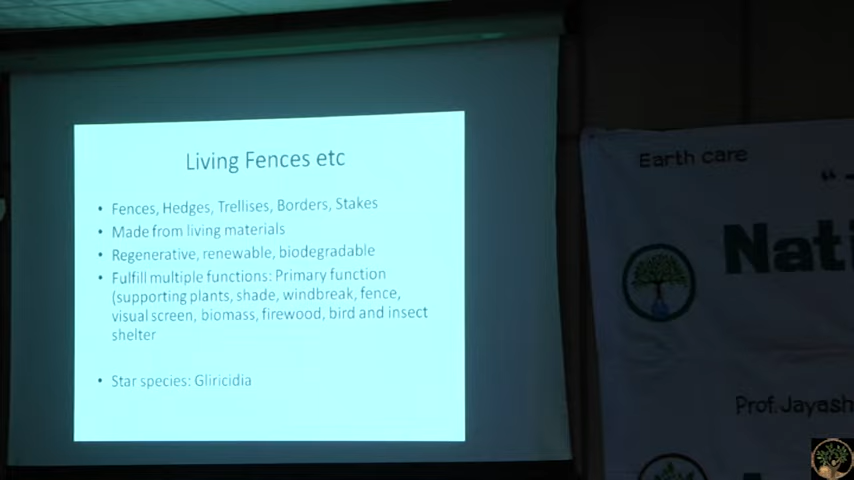 Living Fences etc
• Fences, Hedges, Trellises, Borders, Stakes
• Made from living materials
• Regenerative, renewable, biodegradable
• Fulfill multiple functions: Primary function
(supporting plants, shade, windbreak, fence,
visual screen, biomass, firewood, bird and insect
shelter
• Star species: Gliricidia
Earth care
Nati
Prof. Jayash